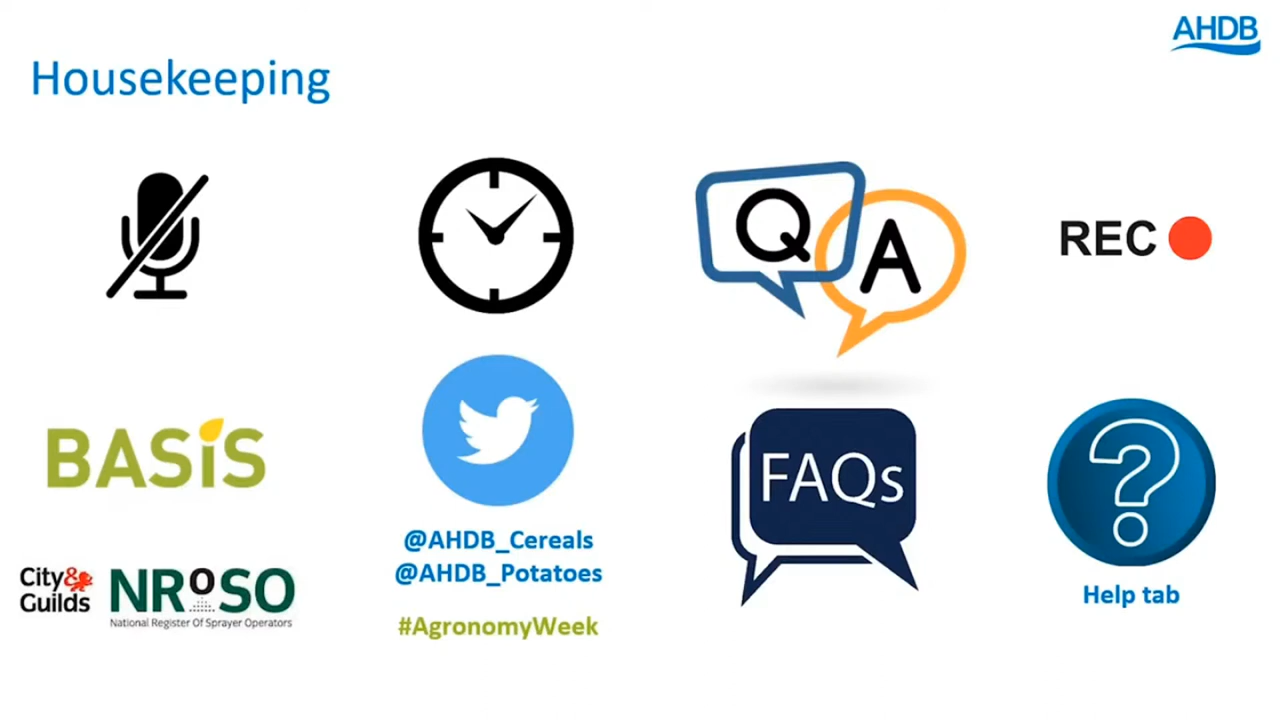 AHDB
Housekeeping
Q A
REC
BASiS
FAQs
@AHDB_Cereals
@AHDB_Potatoes
City&
Guilds
NRoSO
National Register Of Sprayer Operators
#AgronomyWeek
?
Help tab